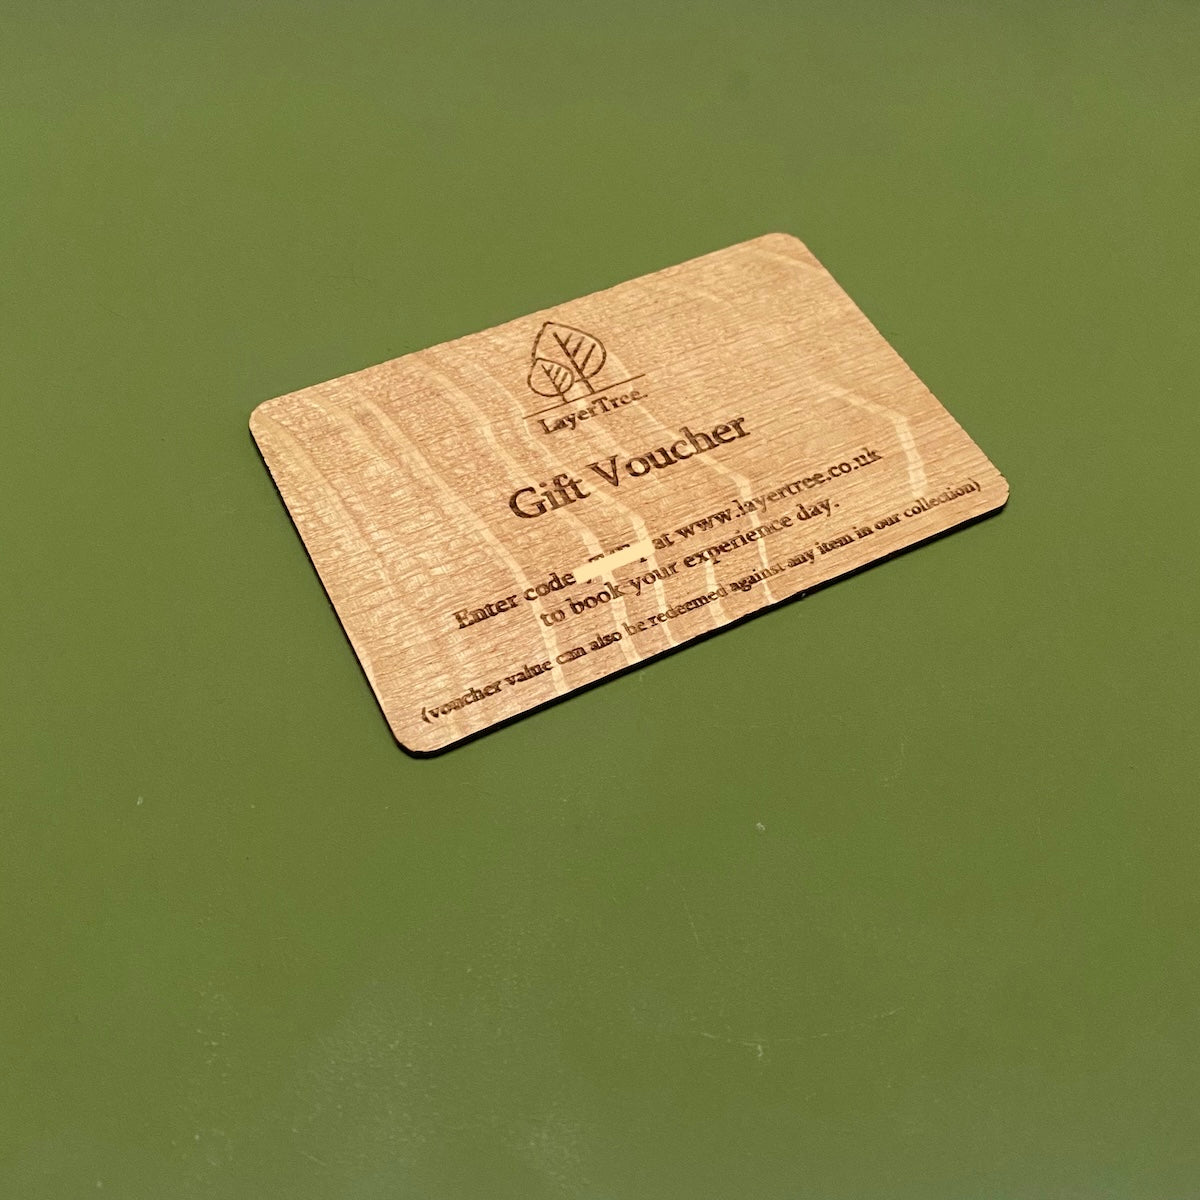 LayerTree.
Gift Voucher
Enter code at www.layertree.co.uk
to book your experience day.
(voucher value can also be redeemed against any item in our collection)